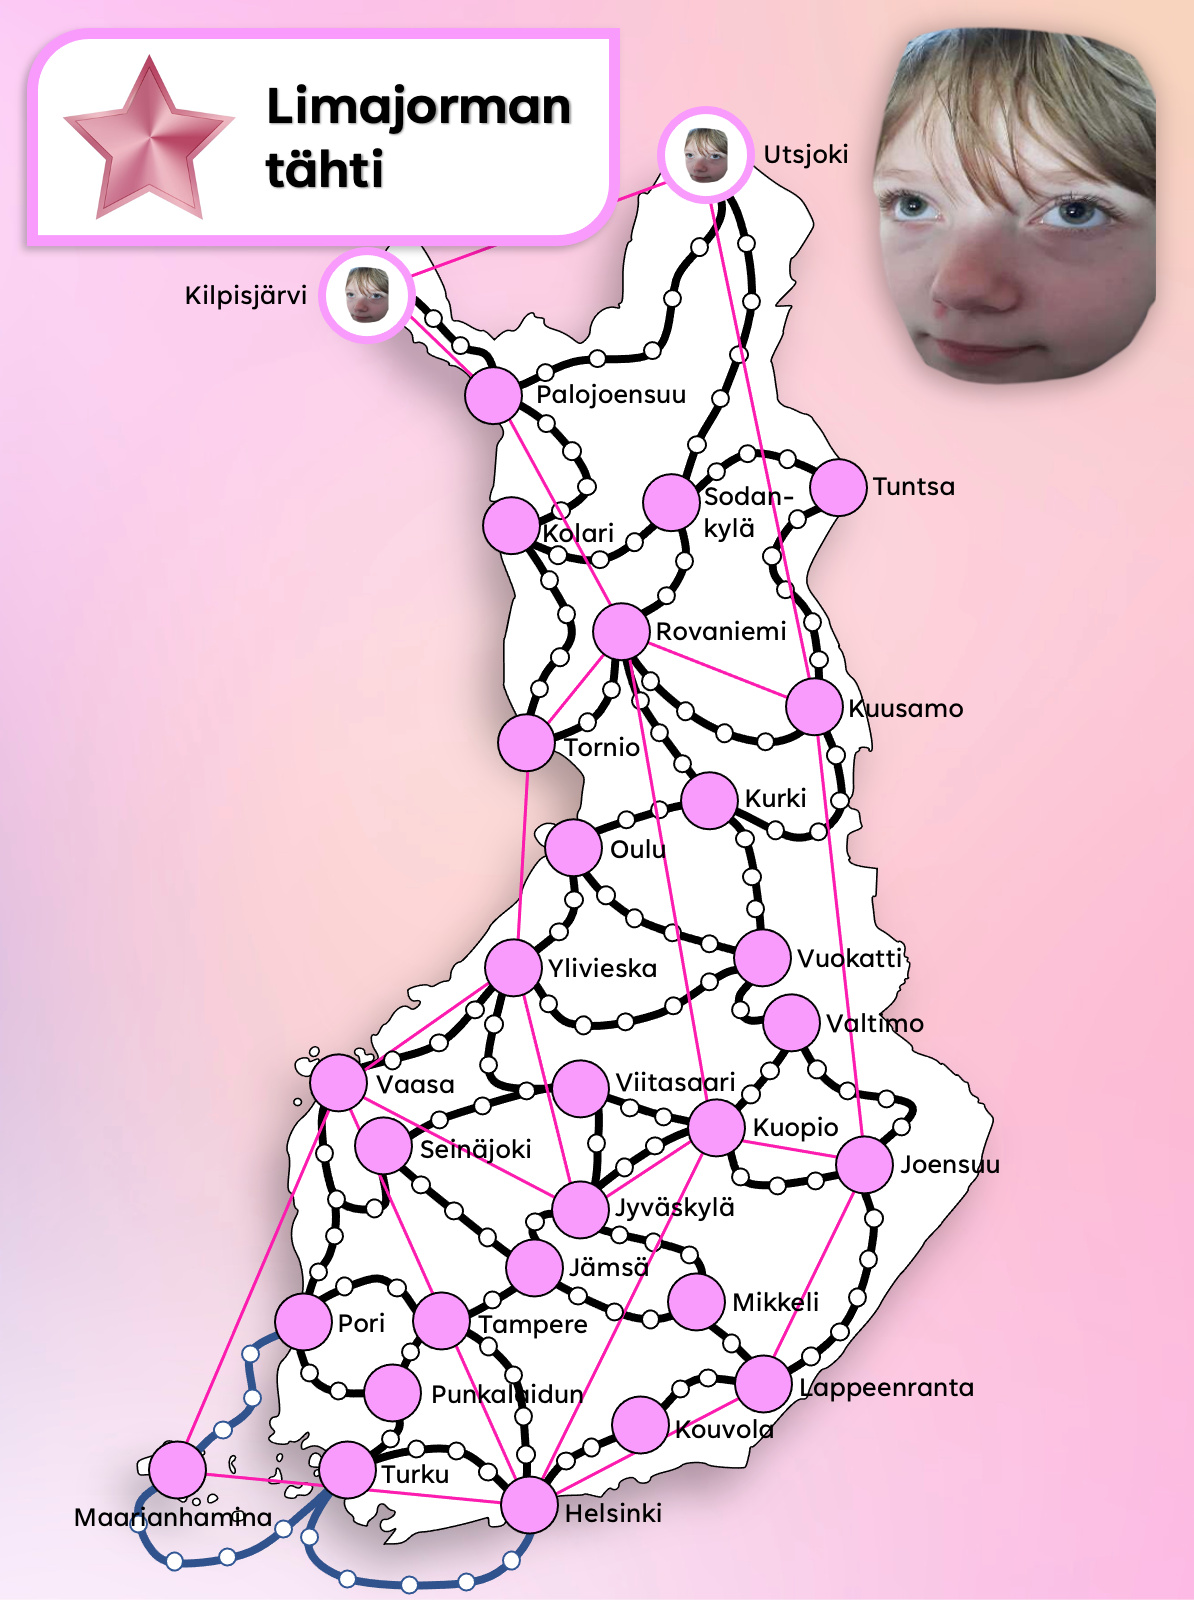 Limajorman
tähti
Utsjoki
Kilpisjärvi
Palojoensuu
Tuntsa
Sodan-
kylä
Kolari
Rovaniemi
Kuusamo
Tornio
Kurki
Oulu
Vuokatti
Ylivieska
Valtimo
Viitasaari
Vaasa
Kuopio
Seinäjoki
Joensuu
Jyväskylä
Jämsä
Mikkeli
Pori
Tampere
Lappeenranta
Punkalaidun
Kouvola
Turku
Maarianhamina
Helsinki